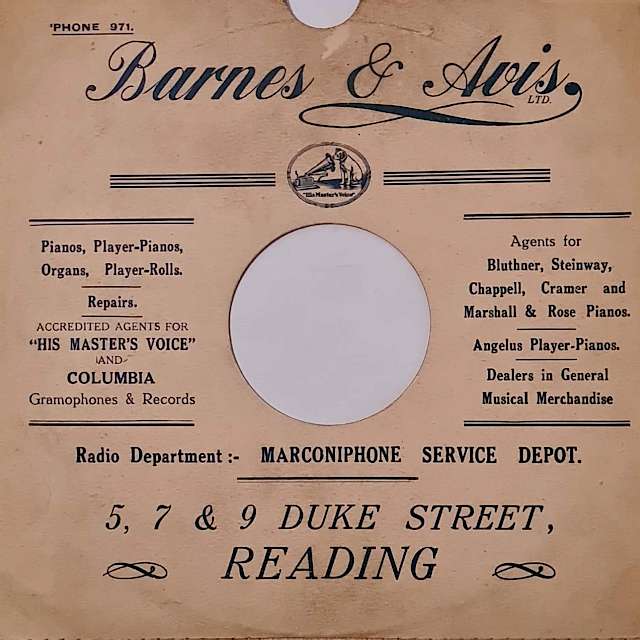 'PHONE 971.
Barnes & Avis,
LTD.
"His Master's Voice"
Pianos, Player-Pianos,
Organs, Player-Rolls.
Repairs.
ACCREDITED AGENTS FOR
"HIS MASTER'S VOICE"
AND
COLUMBIA
Gramophones & Records
Agents for
Bluthner, Steinway,
Chappell, Cramer and
Marshall & Rose Pianos.
Angelus Player-Pianos.
Dealers in General
Musical Merchandise
Radio Department :- MARCONIPHONE SERVICE DEPOT.
5, 7 & 9 DUKE STREET,
READING